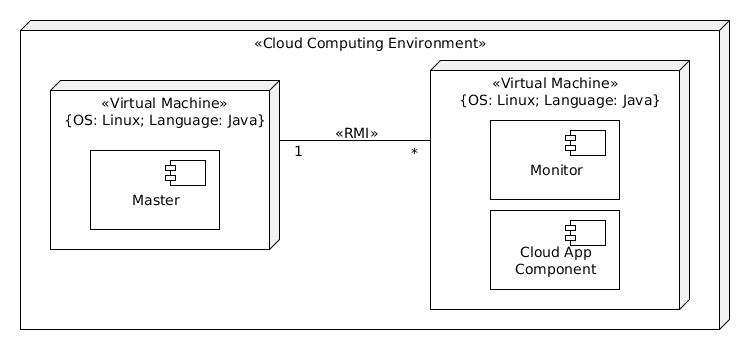 «Cloud Computing Environment»
«Virtual Machine»
{OS: Linux; Language: Java}
Master
«RMI»
1
*
«Virtual Machine»
{OS: Linux; Language: Java}
Monitor
Cloud App
Component